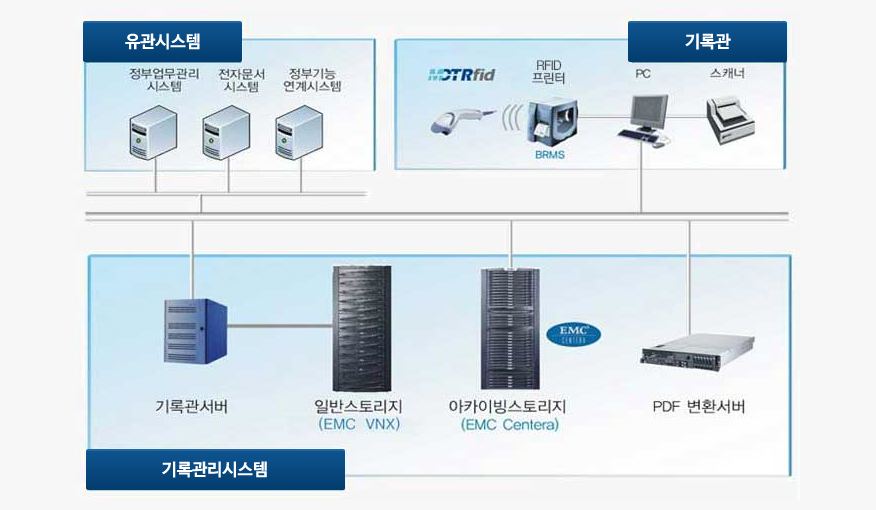 유관시스템
정부업무관리
시스템
전자문서
시스템
정부기능
연계시스템
기록관
RFID
프린터
PC
스캐너
BRMS
EMC
CENTERA
기록관서버
일반스토리지
(EMC VNX)
아카이빙스토리지
(EMC Centera)
PDF 변환서버
기록관리시스템